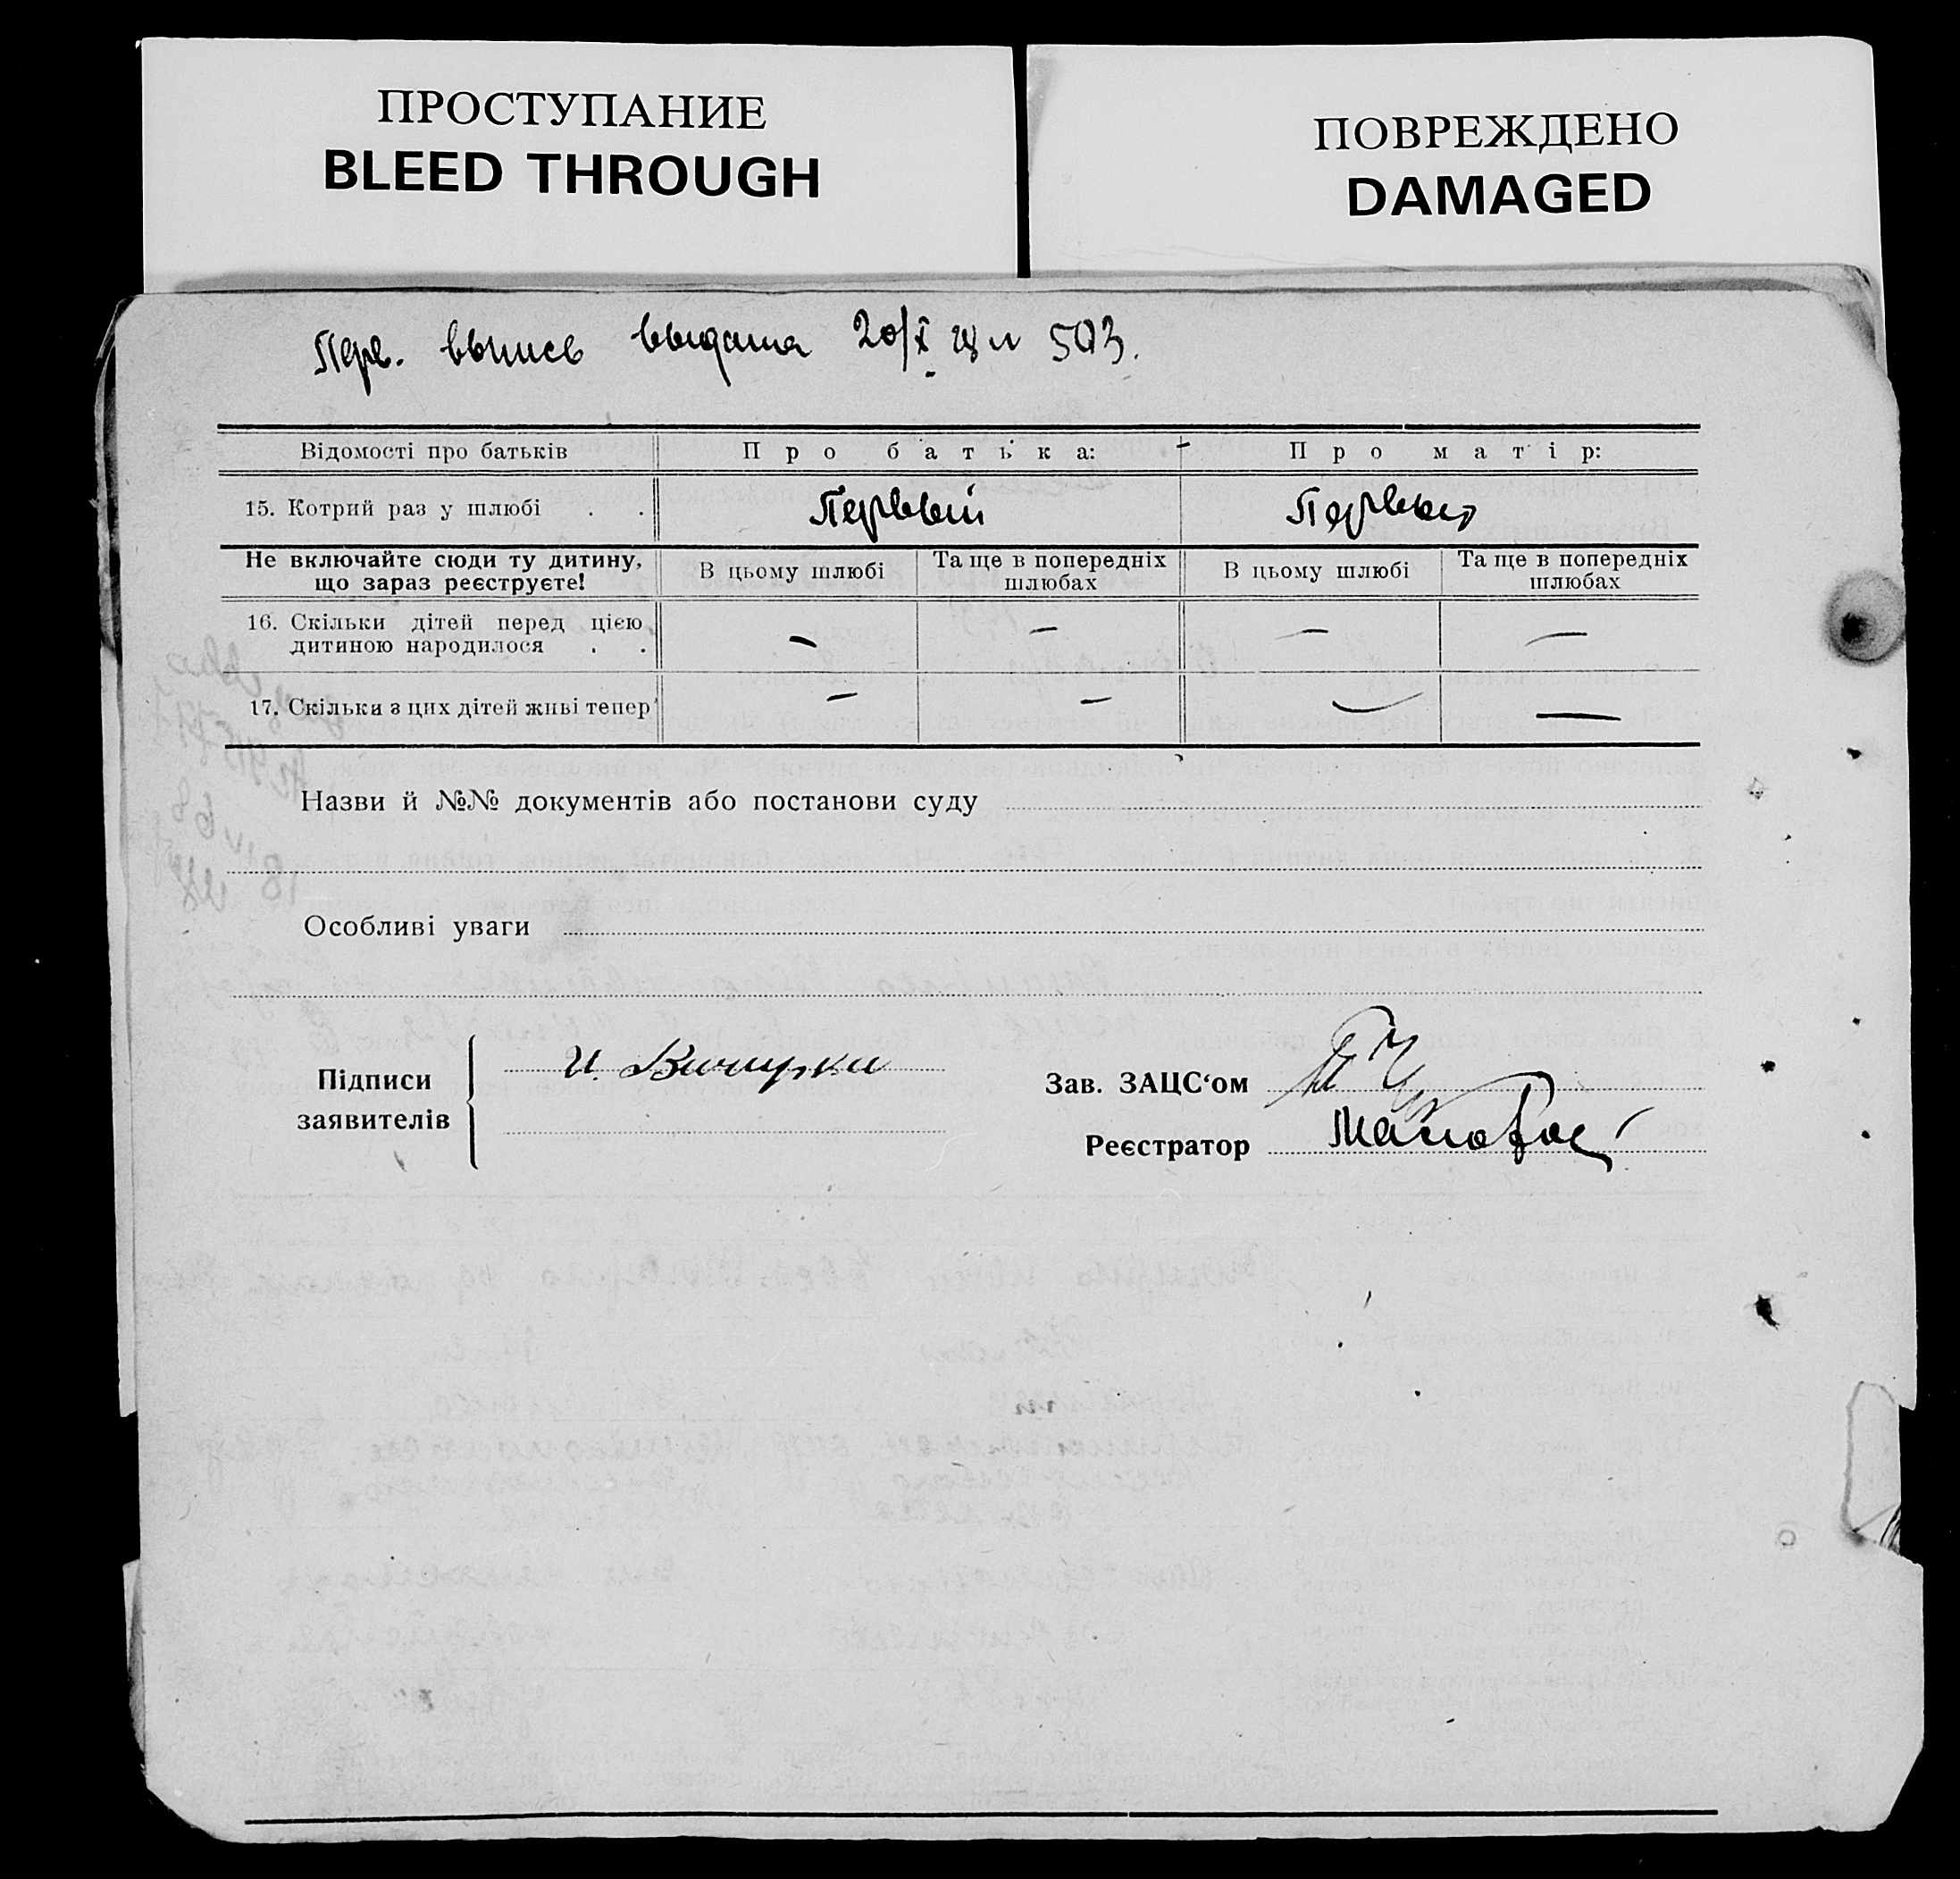 ПРОСТУПАНИЕ
BLEED THROUGH
ПОВРЕЖДЕНО
DAMAGED
Перв. выпись выдана 20/X 503.
Відомості про батьків Про батька: Про матір:
15. Котрий раз у шлюбі . . Первый Первый
Не включайте сюди ту дитину, що зараз реєструєте! В цьому шлюбі Та ще в попередніх шлюбах В цьому шлюбі Та ще в попередніх шлюбах
16. Скільки дітей перед цією дитиною народилося . . — — — —
17. Скільки з цих дітей живі тепер — — — —
Назви й №№ документів або постанови суду
Особливі уваги
Підписи заявителів
Зав. ЗАЦС‘ом
Реєстратор